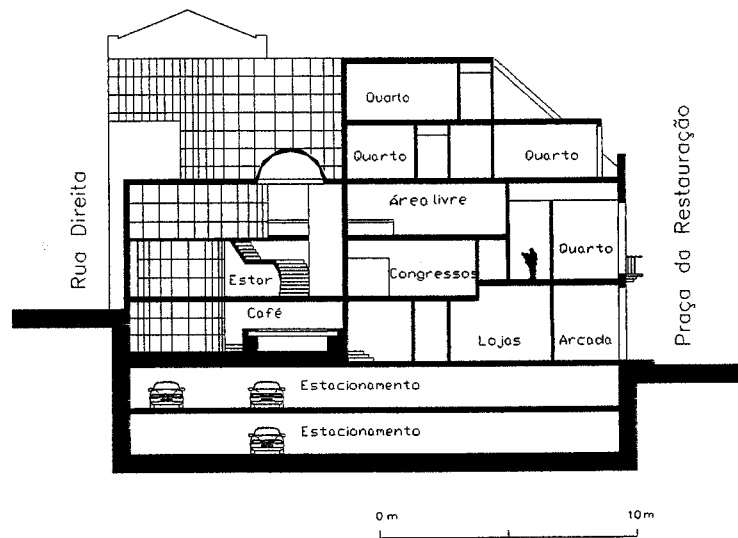 Quarto
Quarto
Quarto
Área livre
Quarto
Estar
Congressos
Café
Lojas
Arcada
Estacionamento
Estacionamento
Rua Direita
Praça da Restauração
0 m
10 m